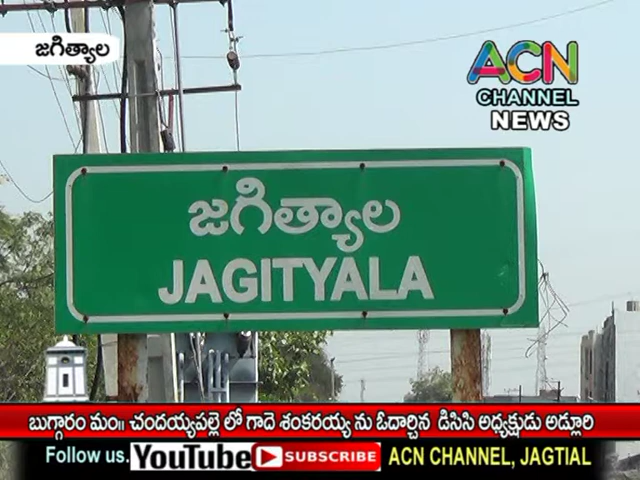 జగిత్యాల
ACN
CHANNEL
NEWS
జగిత్యాల
JAGITYALA
బుగ్గారం మం॥ చందయ్యపల్లె లో గాదె శంకరయ్య ను ఓదార్చిన డిసిసి అధ్యక్షుడు అడ్లూరి
Follow us. YouTube SUBSCRIBE ACN CHANNEL, JAGTIAL